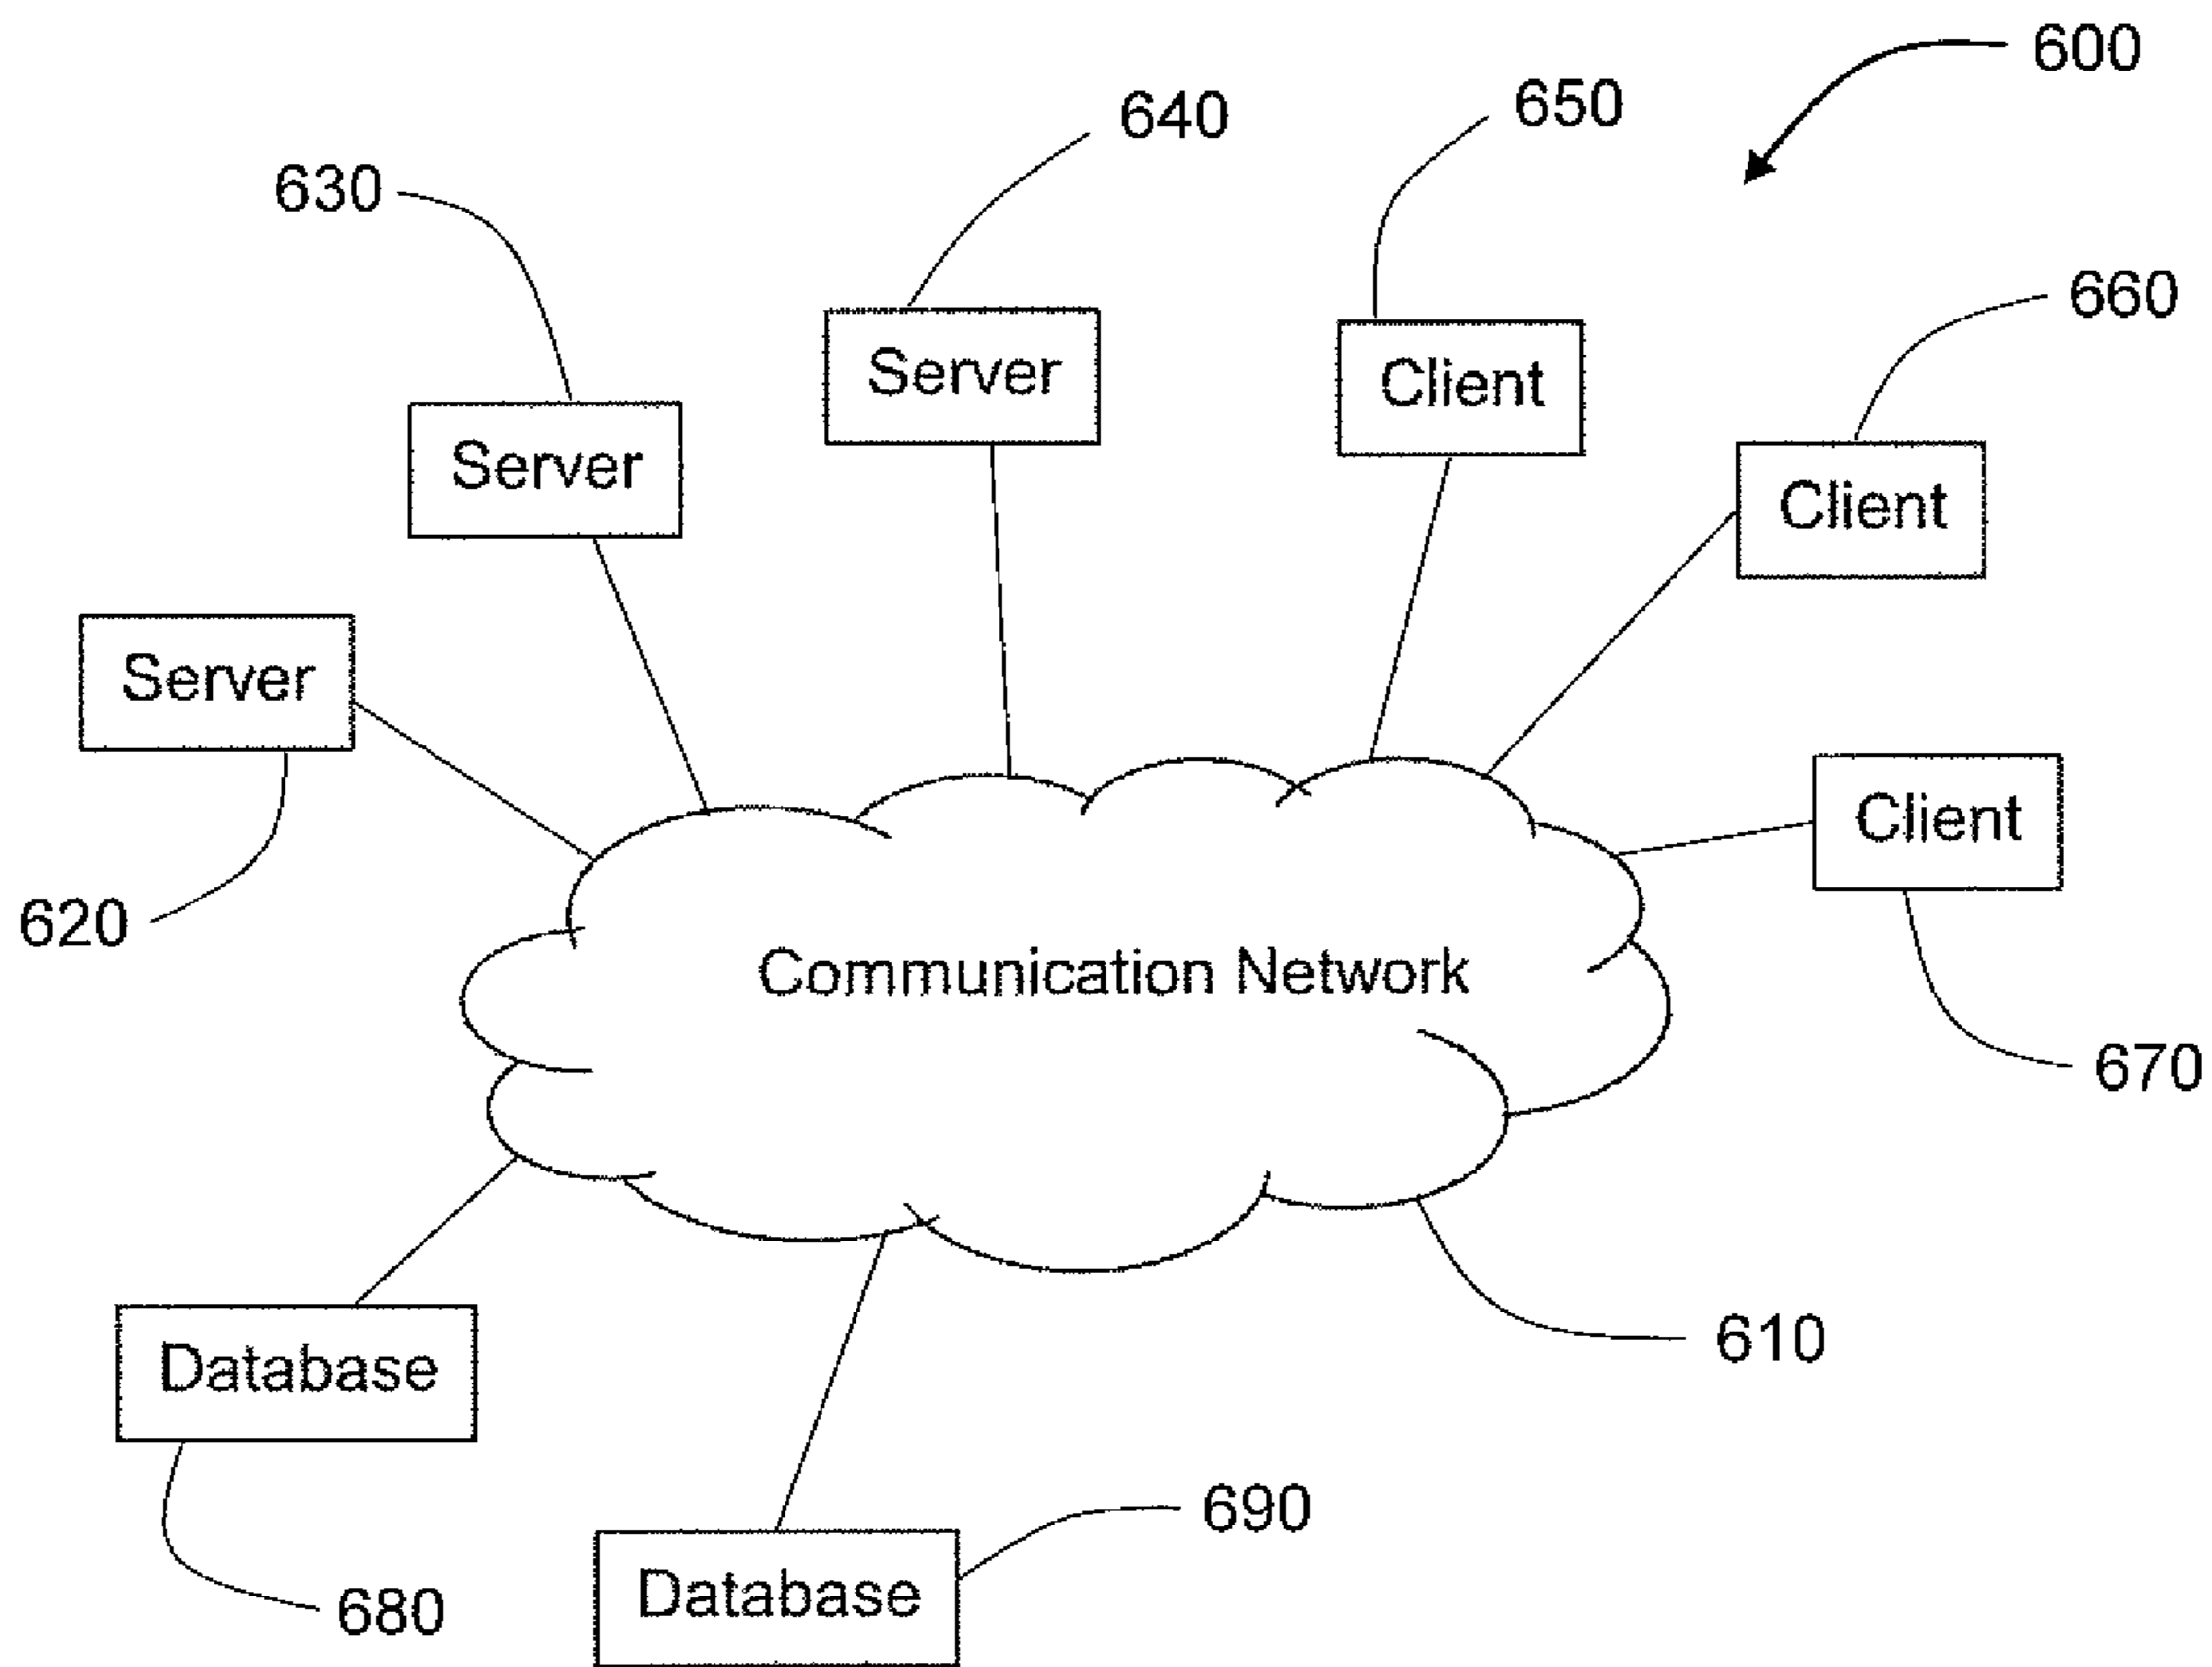 600
640
650
630
660
Server
Client
Server
Client
Server
Client
620
Communication Network
670
610
Database
690
Database
680